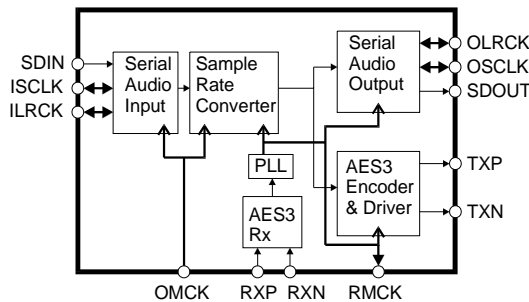 SDIN
ISCLK
ILRCK
Serial
Audio
Input
Sample
Rate
Converter
Serial
Audio
Output
OLRCK
OSCLK
SDOUT
PLL
AES3
Rx
AES3
Encoder
& Driver
TXP
TXN
OMCK
RXP
RXN
RMCK